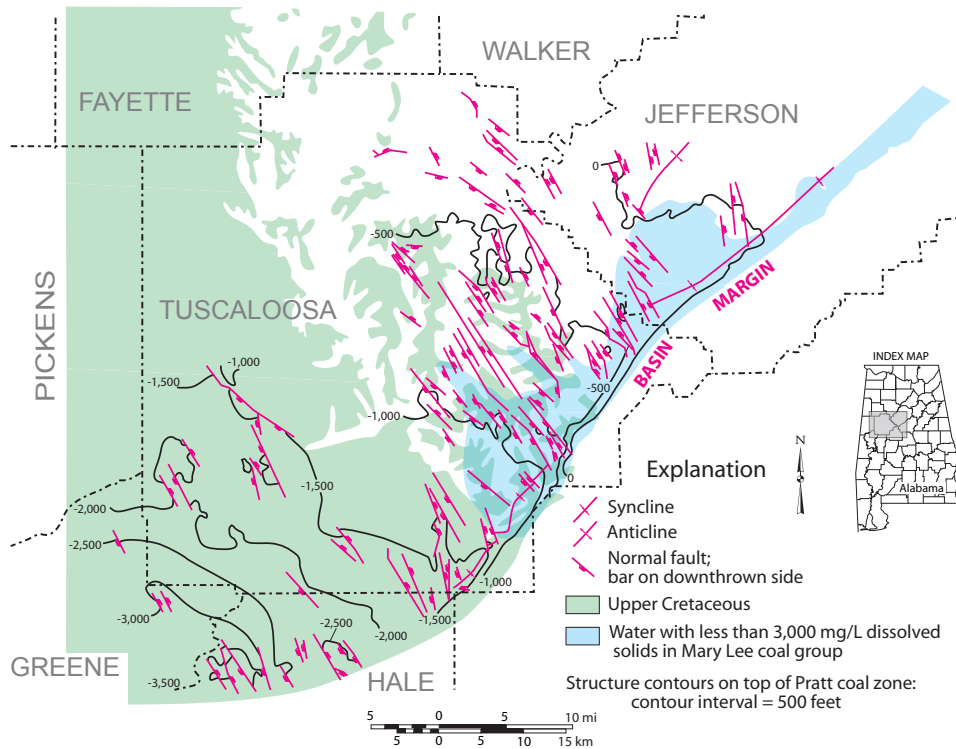 WALKER
FAYETTE
JEFFERSON
0
-500
TUSCALOOSA
PICKENS
MARGIN
BASIN
-1,000
-1,500
-500
-1,000
INDEX MAP
Alabama
N
0
-1,500
-2,000
-2,500
-1,000
-1,500
-3,000
-2,500
-2,000
-3,500
GREENE
HALE
Explanation
Syncline
Anticline
Normal fault;
bar on downthrown side
Upper Cretaceous
Water with less than 3,000 mg/L dissolved
solids in Mary Lee coal group
Structure contours on top of Pratt coal zone:
contour interval = 500 feet
5 0 5 10 mi
5 0 5 10 15 km